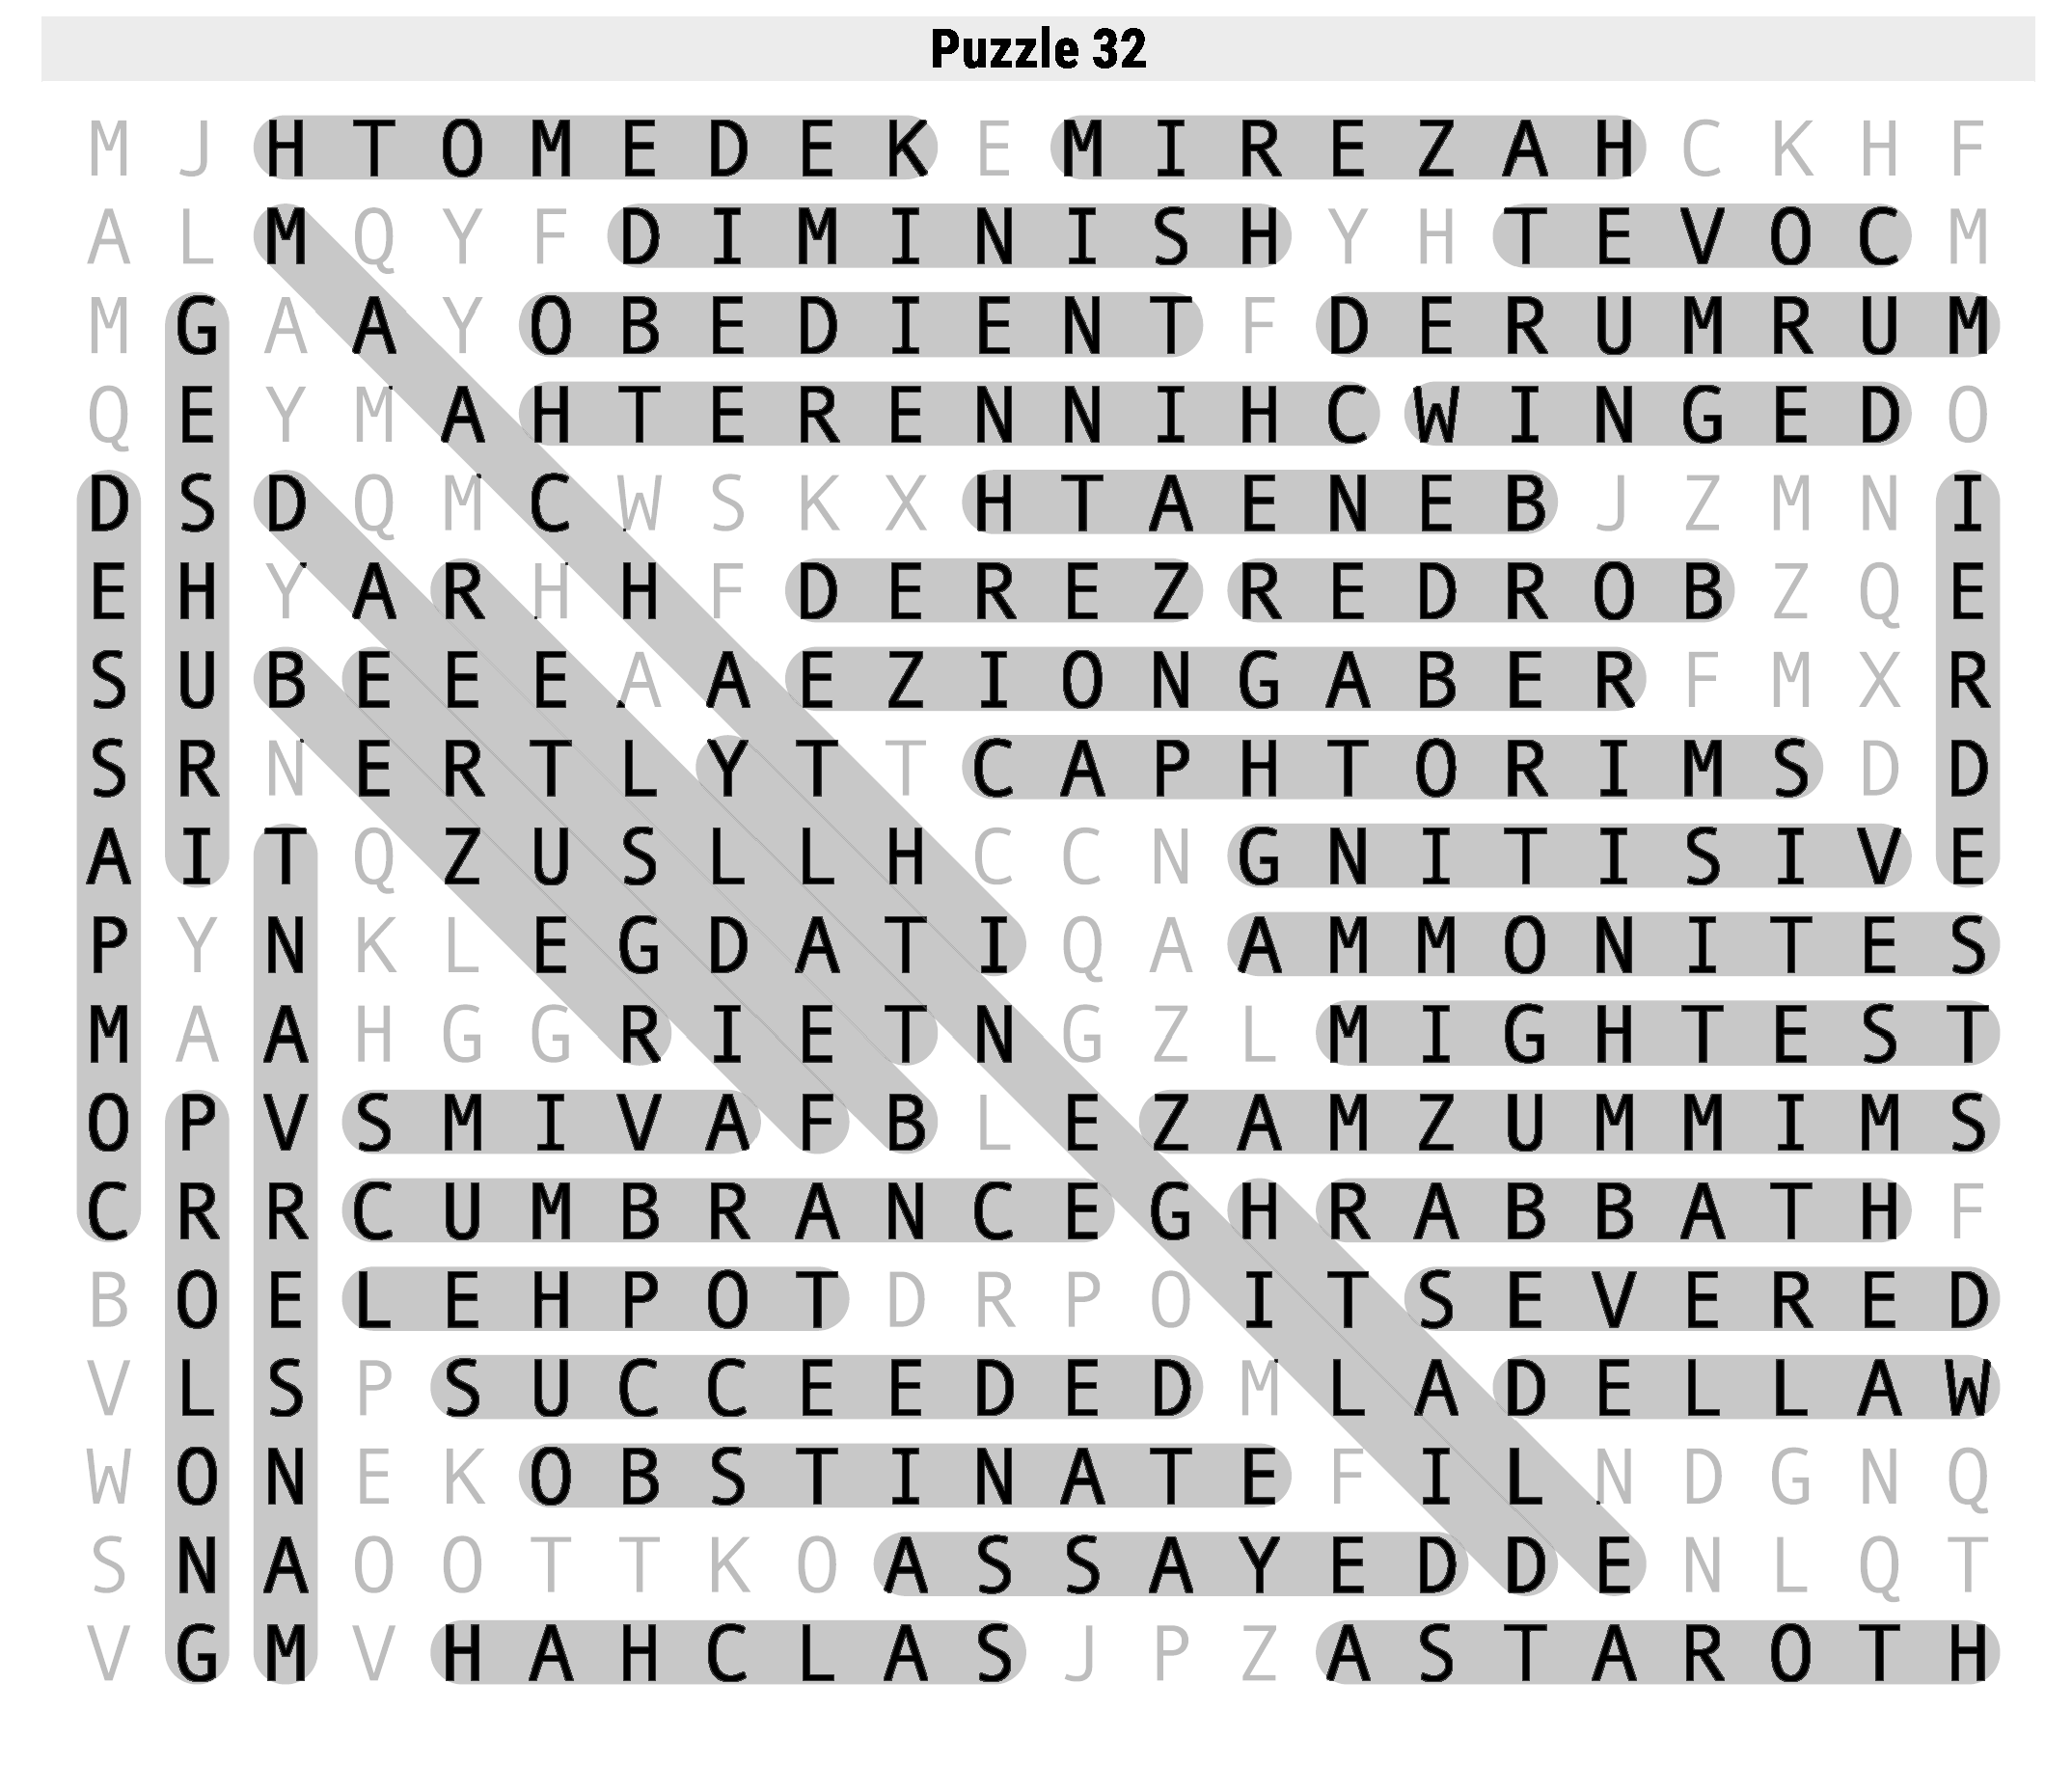 Puzzle 32
M J H T O M E D E K E M I R E Z A H C K H F
A L M Q Y F D I M I N I S H Y H T E V O C M
M G A A Y O B E D I E N T F D E R U M R U M
Q E Y M A H T E R E N N I H C W I N G E D O
D S D Q M C W S K X H T A E N E B J Z M N I
E H Y A R H H F D E R E Z R E D R O B Z Q E
S U B E E E A A E Z I O N G A B E R F M X R
S R N E R T L Y T T C A P H T O R I M S D D
A I T Q Z U S L L H C C N G N I T I S I V E
P Y N K L E G D A T I Q A A M M O N I T E S
M A A H G G R I E T N G Z L M I G H T E S T
O P V S M I V A F B L E Z A M Z U M M I M S
C R R C U M B R A N C E G H R A B B A T H F
B O E L E H P O T D R P O I T S E V E R E D
V L S P S U C C E E D E D M L A D E L L A W
W O N E K O B S T I N A T E F I L N D G N Q
S N A O O T T K O A S S A Y E D D E N L Q T
V G M V H A H C L A S J P Z A S T A R O T H